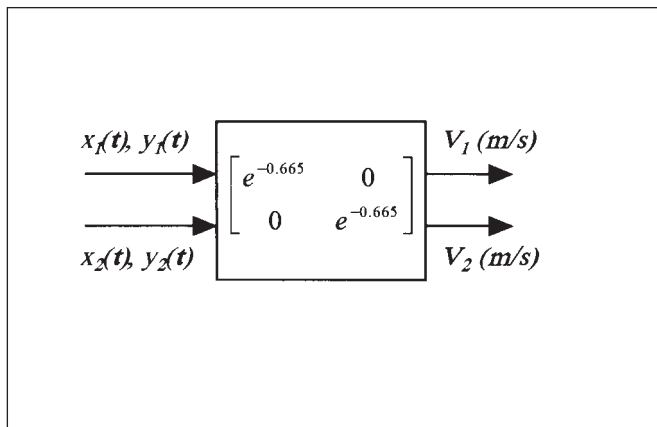 x₁(t), y₁(t)
V₁ (m/s)
e⁻⁰·⁶⁶⁵ 0
0 e⁻⁰·⁶⁶⁵
x₂(t), y₂(t)
V₂ (m/s)